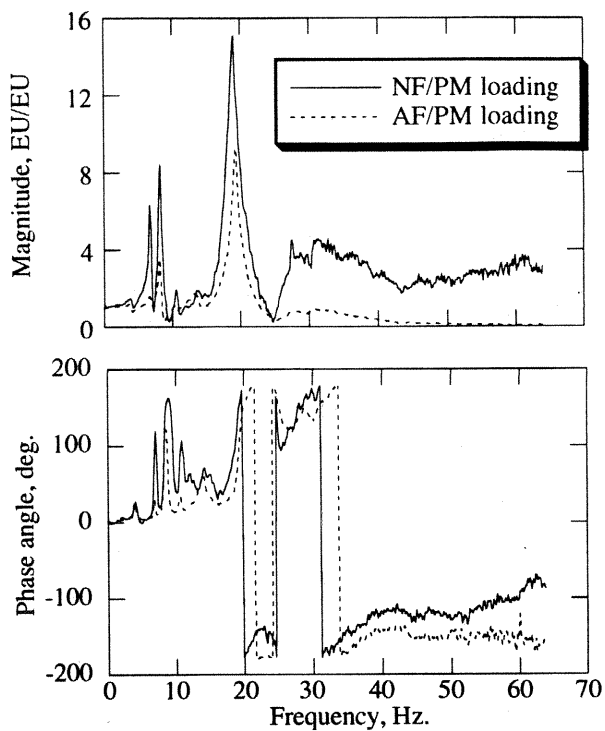 16
12
8
4
0
Magnitude, EU/EU
NF/PM loading
AF/PM loading
200
100
0
-100
-200
Phase angle, deg.
0 10 20 30 40 50 60 70
Frequency, Hz.